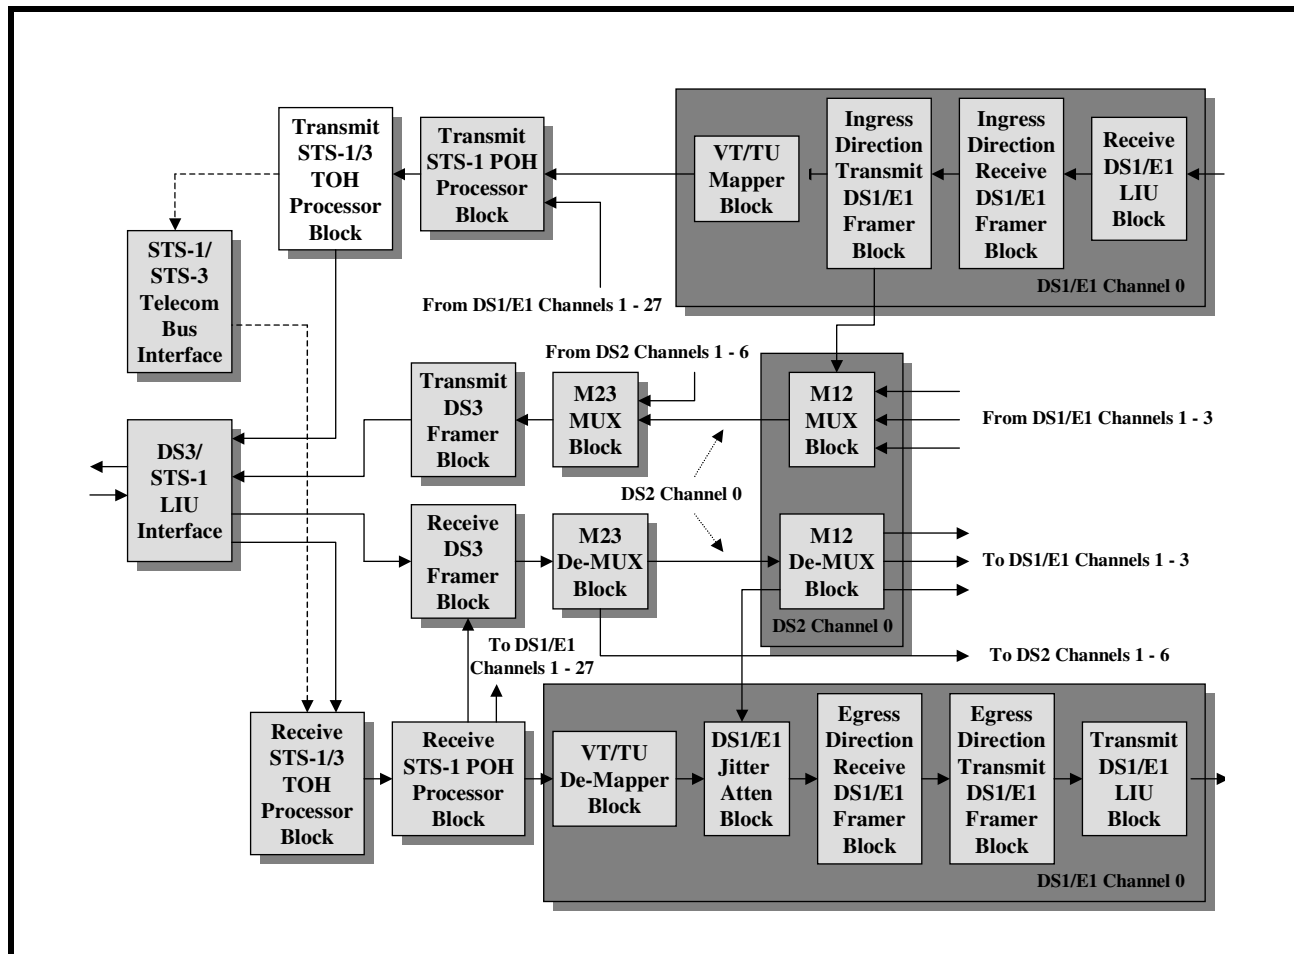 Transmit
STS-1/3
TOH
Processor
Block
Transmit
STS-1 POH
Processor
Block
VT/TU
Mapper
Block
Ingress
Direction
Transmit
DS1/E1
Framer
Block
Ingress
Direction
Receive
DS1/E1
Framer
Block
Receive
DS1/E1
LIU
Block
DS1/E1 Channel 0
STS-1/
STS-3
Telecom
Bus
Interface
From DS1/E1 Channels 1 - 27
From DS2 Channels 1 - 6
Transmit
DS3
Framer
Block
M23
MUX
Block
M12
MUX
Block
From DS1/E1 Channels 1 - 3
DS3/
STS-1
LIU
Interface
DS2 Channel 0
Receive
DS3
Framer
Block
M23
De-MUX
Block
M12
De-MUX
Block
To DS1/E1 Channels 1 - 3
DS2 Channel 0
To DS1/E1
Channels 1 - 27
To DS2 Channels 1 - 6
Receive
STS-1/3
TOH
Processor
Block
Receive
STS-1 POH
Processor
Block
VT/TU
De-Mapper
Block
DS1/E1
Jitter
Atten
Block
Egress
Direction
Receive
DS1/E1
Framer
Block
Egress
Direction
Transmit
DS1/E1
Framer
Block
Transmit
DS1/E1
LIU
Block
DS1/E1 Channel 0